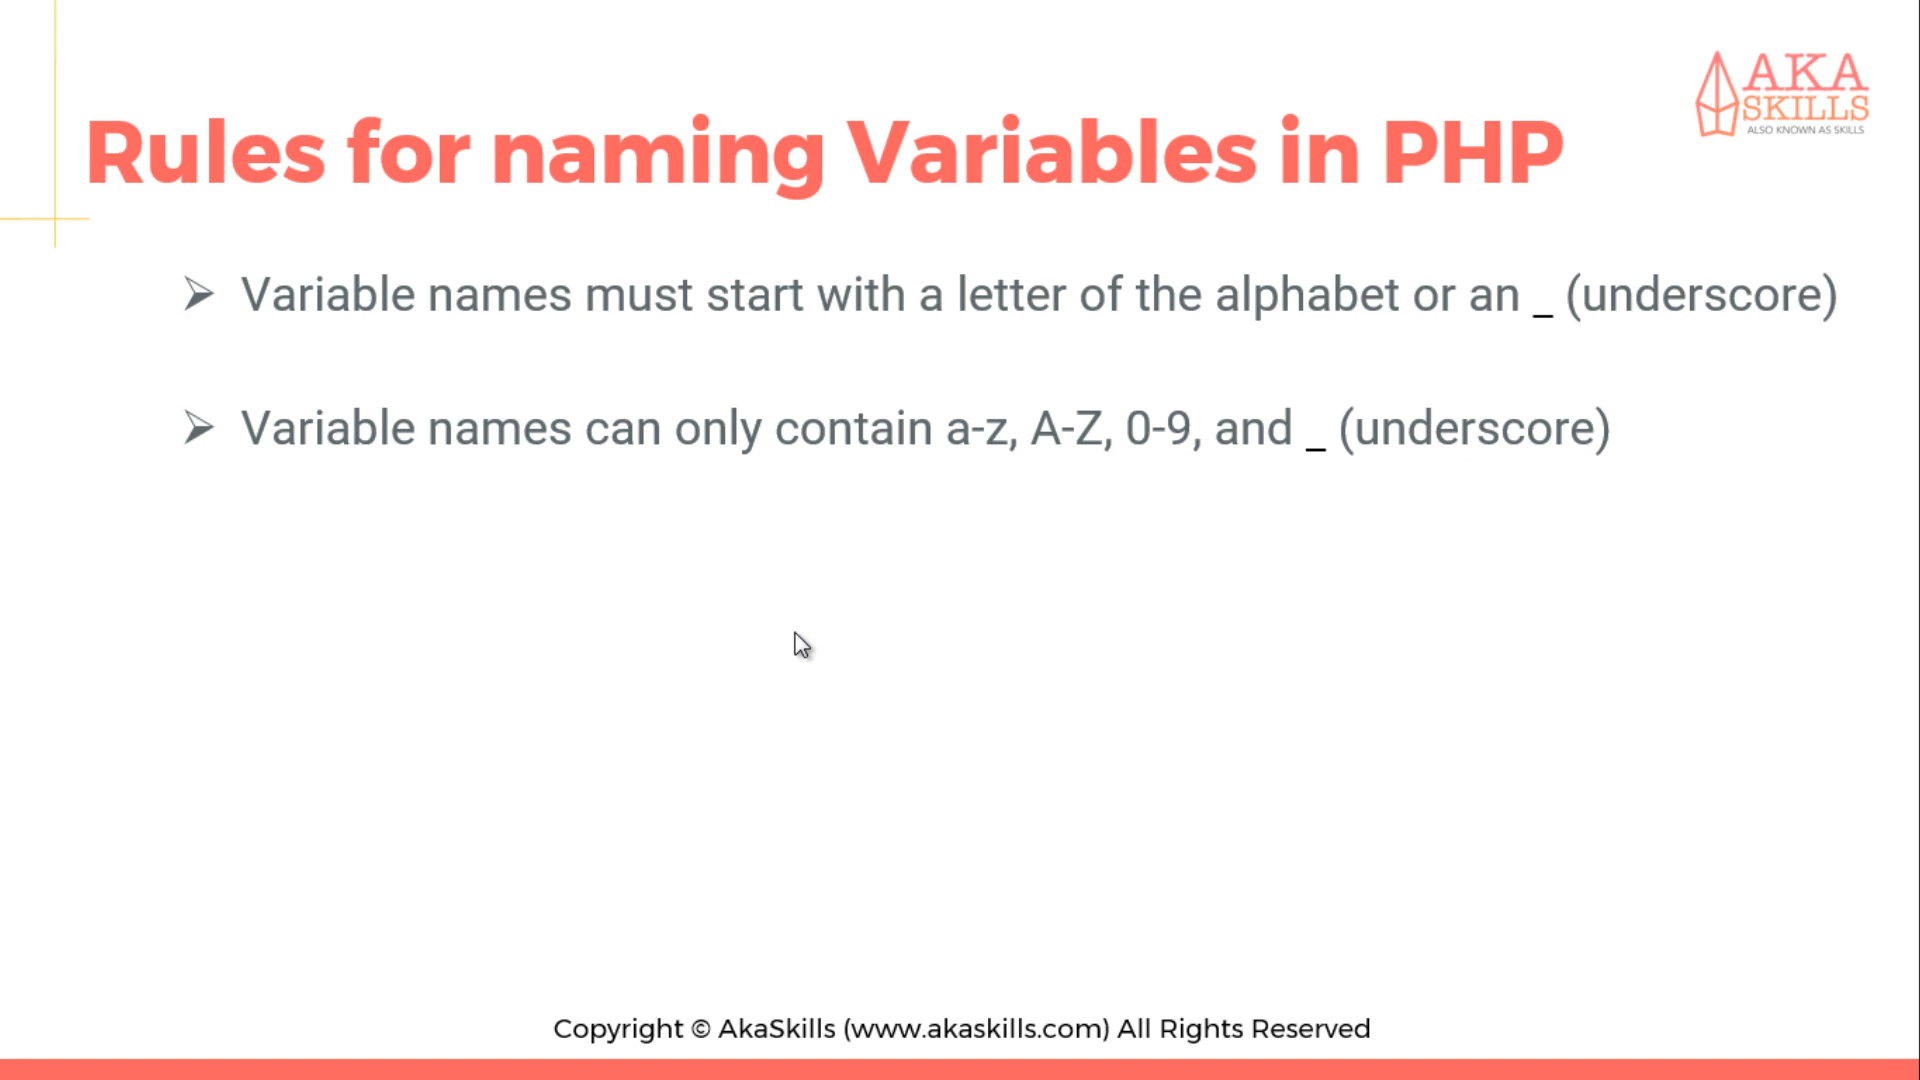 AKA
SKILLS
ALSO KNOWN AS SKILLS
Rules for naming Variables in PHP
➢ Variable names must start with a letter of the alphabet or an _ (underscore)
➢ Variable names can only contain a-z, A-Z, 0-9, and _ (underscore)
Copyright © AkaSkills (www.akaskills.com) All Rights Reserved